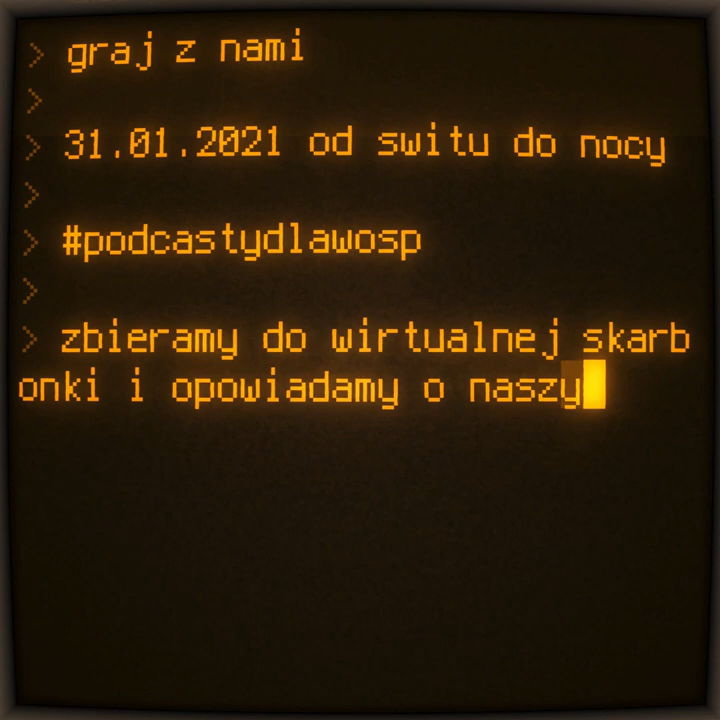 > graj z nami
>
> 31.01.2021 od switu do nocy
>
> #podcastydlawosp
>
> zbieramy do wirtualnej skarb
onki i opowiadamy o naszy